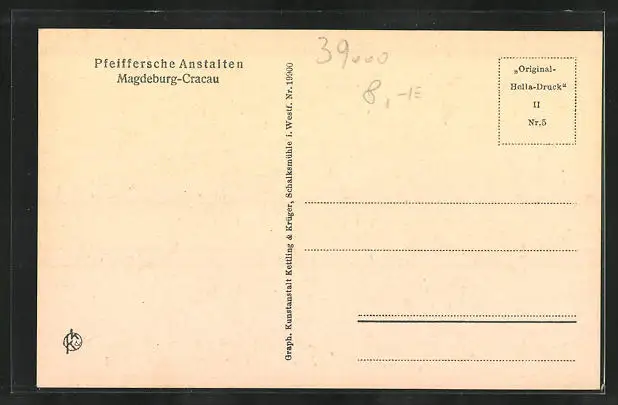 Pfeiffersche Anstalten
Magdeburg-Cracau
Graph. Kunstanstalt Kettling & Krüger, Schalksmühle i. Westf. Nr. 19900
39000
8,-
„Original-
Hella-Druck“
II
Nr. 5